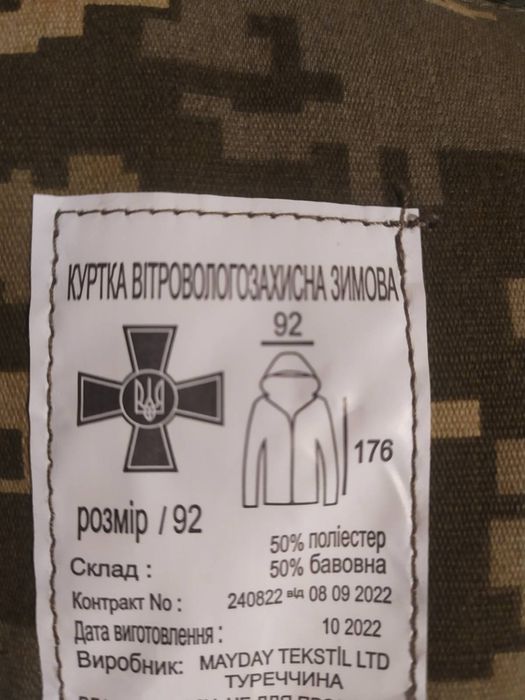 КУРТКА ВІТРОВОЛОГОЗАХИСНА ЗИМОВА
92
176
розмір / 92
50% поліестер
Склад : 50% бавовна
Контракт No : 240822 від 08 09 2022
Дата виготовлення : 10 2022
Виробник: MAYDAY TEKSTİL LTD
ТУРЕЧЧИНА